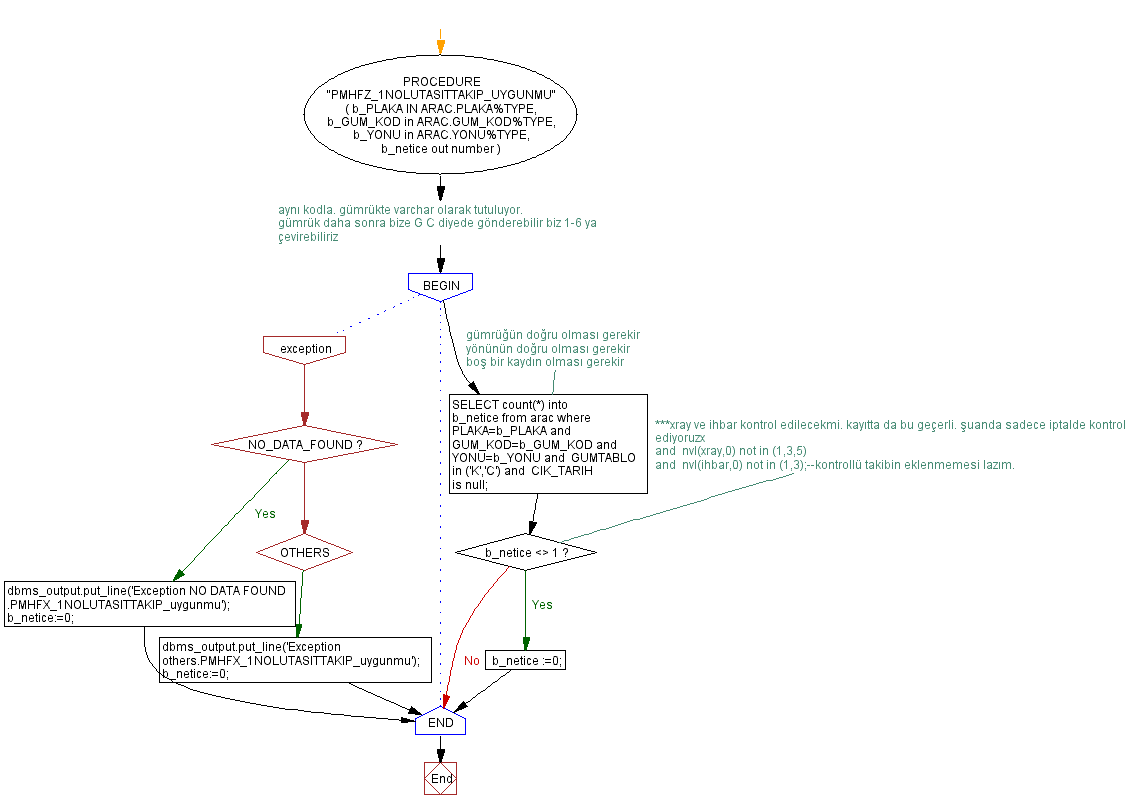 PROCEDURE
"PMHFZ_1NOLUTASITTAKIP_UYGUNMU"
( b_PLAKA IN ARAC.PLAKA%TYPE,
b_GUM_KOD in ARAC.GUM_KOD%TYPE,
b_YONU in ARAC.YONU%TYPE,
b_netice out number )
aynı kodla. gümrükte varchar olarak tutuluyor.
gümrük daha sonra bize G C diyede gönderebilir biz 1-6 ya
çevirebiliriz
BEGIN
exception
gümrüğün doğru olması gerekir
yönünün doğru olması gerekir
boş bir kaydın olması gerekir
SELECT count(*) into
b_netice from arac where
PLAKA=b_PLAKA and
GUM_KOD=b_GUM_KOD and
YONU=b_YONU and  GUMTABLO
in ('K','C') and  CIK_TARIH
is null;
***xray ve ihbar kontrol edilecekmi. kayıtta da bu geçerli. şuanda sadece iptalde kontrol
ediyoruzx
and  nvl(xray,0) not in (1,3,5)
and  nvl(ihbar,0) not in (1,3);--kontrollü takibin eklenmemesi lazım.
NO_DATA_FOUND ?
Yes
OTHERS
b_netice <> 1 ?
dbms_output.put_line('Exception NO DATA FOUND
.PMHFX_1NOLUTASITTAKIP_uygunmu');
b_netice:=0;
Yes
Yes
dbms_output.put_line('Exception
others.PMHFX_1NOLUTASITTAKIP_uygunmu');
b_netice:=0;
No
b_netice :=0;
END
End